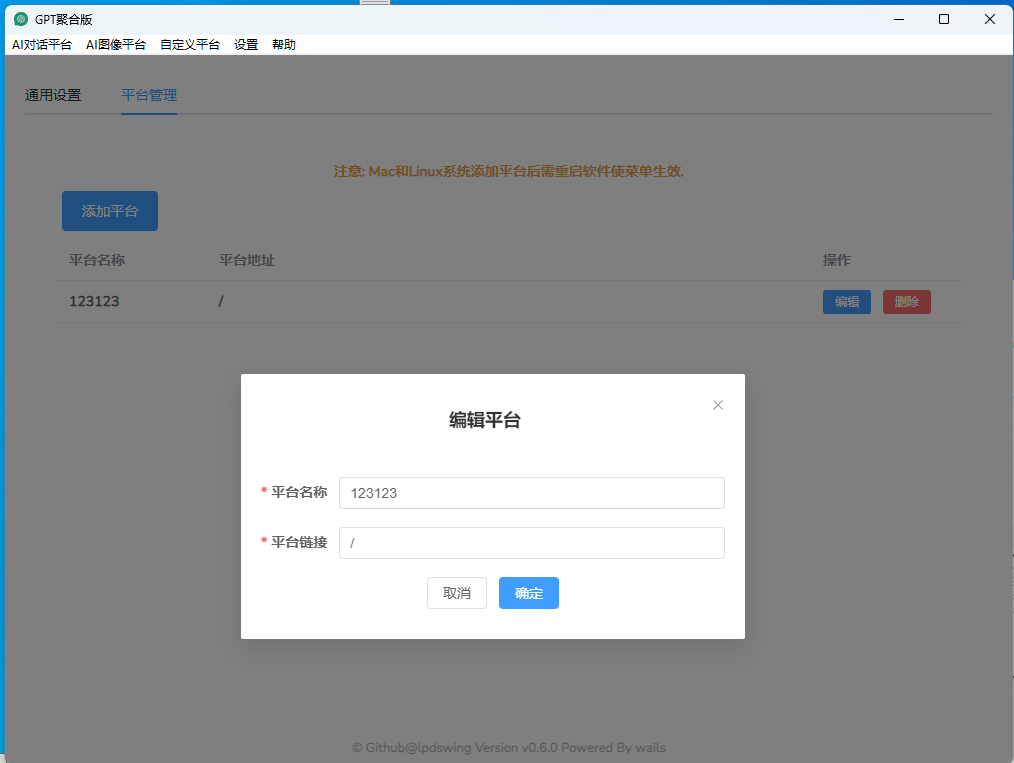 GPT聚合版
AI对话平台 AI图像平台 自定义平台 设置 帮助
通用设置 平台管理
注意: Mac和Linux系统添加平台后需重启软件使菜单生效.
添加平台
平台名称 平台地址 操作
123123 / 编辑 删除
编辑平台
* 平台名称 123123
* 平台链接 /
取消 确定
© Github@lpdswing Version v0.6.0 Powered By wails